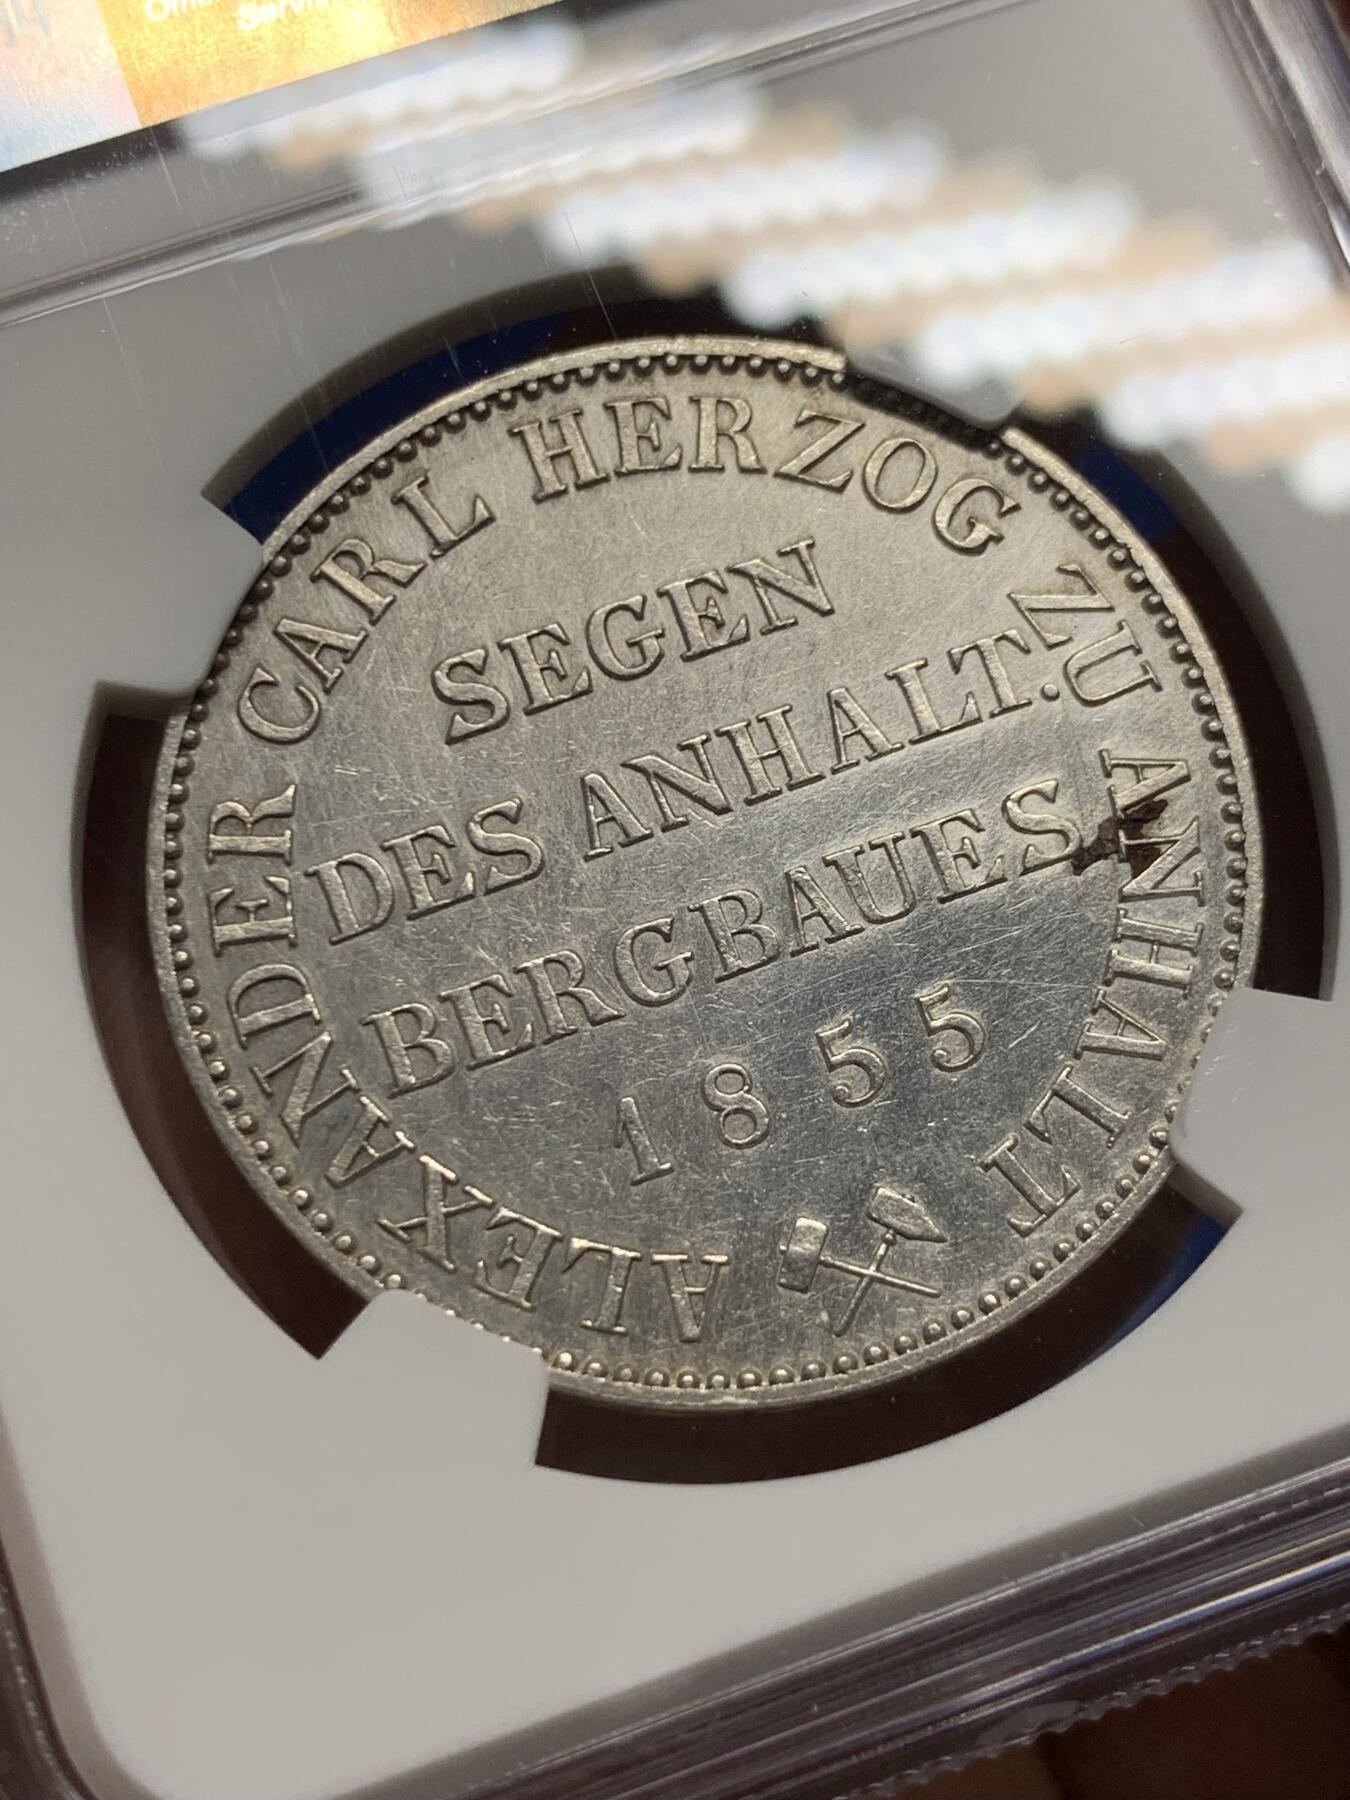 ALEXANDER CARL HERZOG ZU ANHALT
SEGEN
DES ANHALT.
BERGBAUES
1855